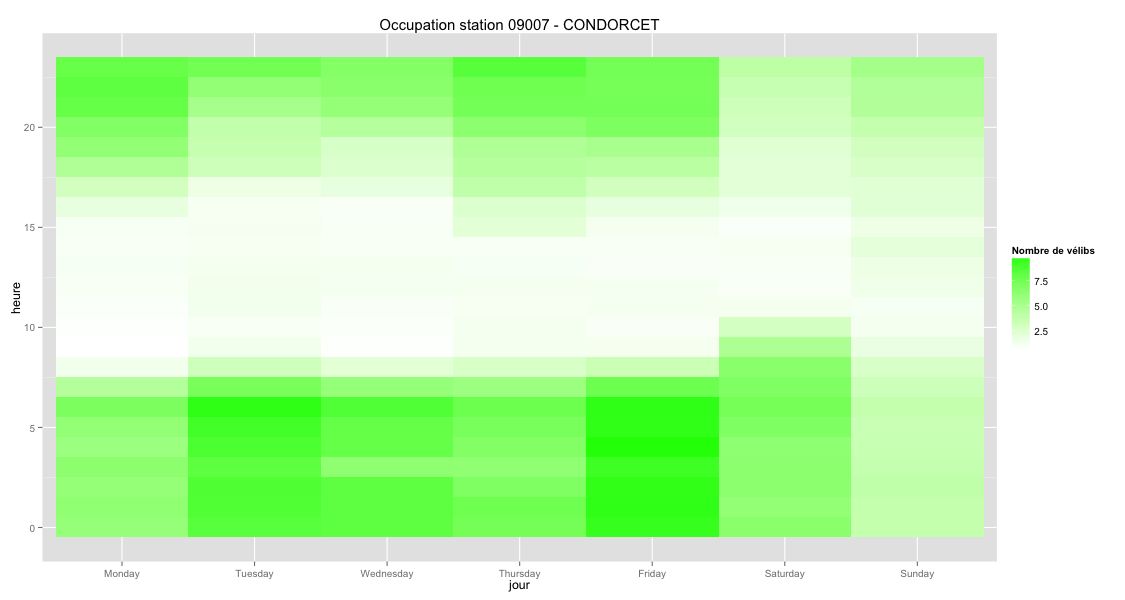 Occupation station 09007 - CONDORCET
heure
20
15
10
5
0
Monday Tuesday Wednesday Thursday Friday Saturday Sunday
jour
Nombre de vélibs
7.5
5.0
2.5